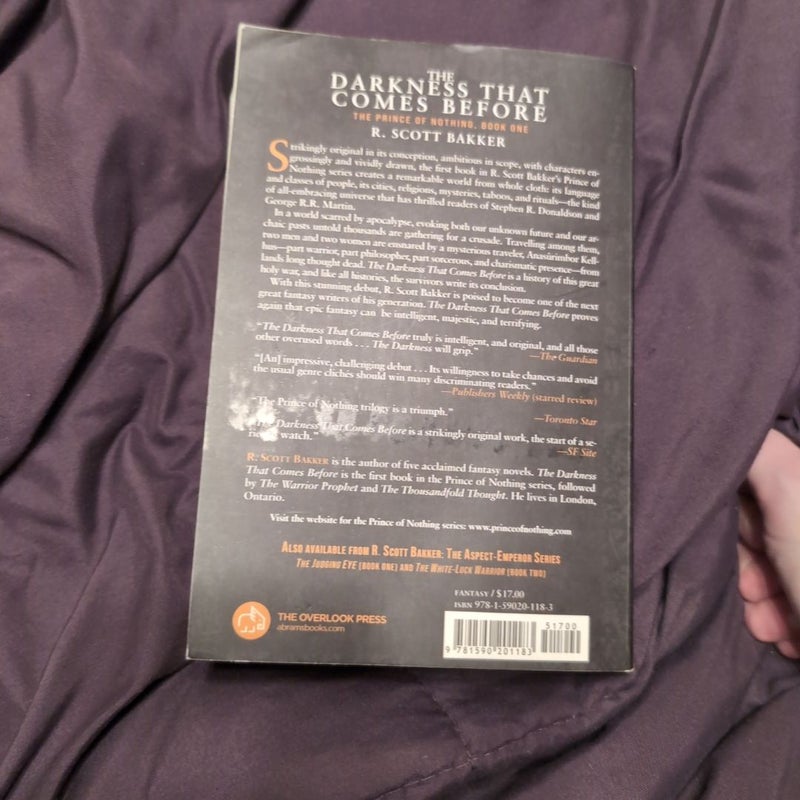 THE
DARKNESS THAT
COMES BEFORE
THE PRINCE OF NOTHING, BOOK ONE
R. SCOTT BAKKER
Strikingly original in its conception, ambitious in scope, with characters en-
grossingly and vividly drawn, the first book in R. Scott Bakker's Prince of
Nothing series creates a remarkable world from whole cloth: its language
and classes of people, its cities, religions, mysteries, taboos, and rituals—the kind
of all-embracing universe that has thrilled readers of Stephen R. Donaldson and
George R.R. Martin.
In a world scarred by apocalypse, evoking both our unknown future and our ar-
chaic pasts untold thousands are gathering for a crusade. Travelling among them,
two men and two women are ensnared by a mysterious traveler, Anasûrimbor Kell-
hus—part warrior, part philosopher, part sorcerous, and charismatic presence—from
lands long thought dead. The Darkness That Comes Before is a history of this great
holy war, and like all histories, the survivors write its conclusion.
With this stunning debut, R. Scott Bakker is poised to become one of the next
great fantasy writers of his generation. The Darkness That Comes Before proves
again that epic fantasy can be intelligent, majestic, and terrifying.
"The Darkness That Comes Before truly is intelligent, and original, and all those
other overused words . . . The Darkness will grip."
—The Guardian
"[An] impressive, challenging debut . . . Its willingness to take chances and avoid
the usual genre clichés should win many discriminating readers."
—Publishers Weekly (starred review)
"The Prince of Nothing trilogy is a triumph."
—Toronto Star
Darkness That Comes Before is a strikingly original work, the start of a se-
watch."
—SF Site
R. SCOTT BAKKER is the author of five acclaimed fantasy novels. The Darkness
That Comes Before is the first book in the Prince of Nothing series, followed
by The Warrior Prophet and The Thousandfold Thought. He lives in London,
Ontario.
Visit the website for the Prince of Nothing series: www.princeofnothing.com
ALSO AVAILABLE FROM R. SCOTT BAKKER: THE ASPECT-EMPEROR SERIES
THE JUDGING EYE (BOOK ONE) AND THE WHITE-LUCK WARRIOR (BOOK TWO)
FANTASY / $17.00
ISBN 978-1-59020-118-3
51700
9 781590 201183
THE OVERLOOK PRESS
abramsbooks.com